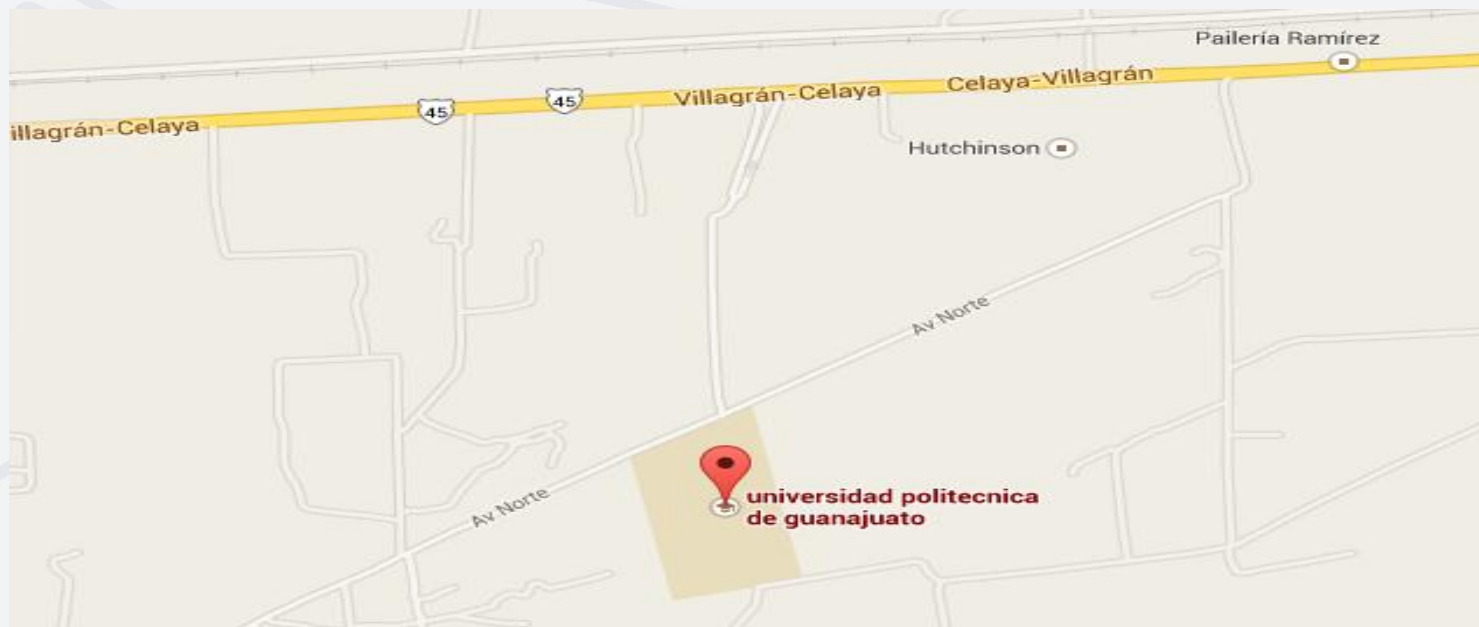 Pailería Ramírez
Celaya-Villagrán
Villagrán-Celaya
45
45
illagrán-Celaya
Hutchinson
Av Norte
Av Norte
universidad politecnica
de guanajuato